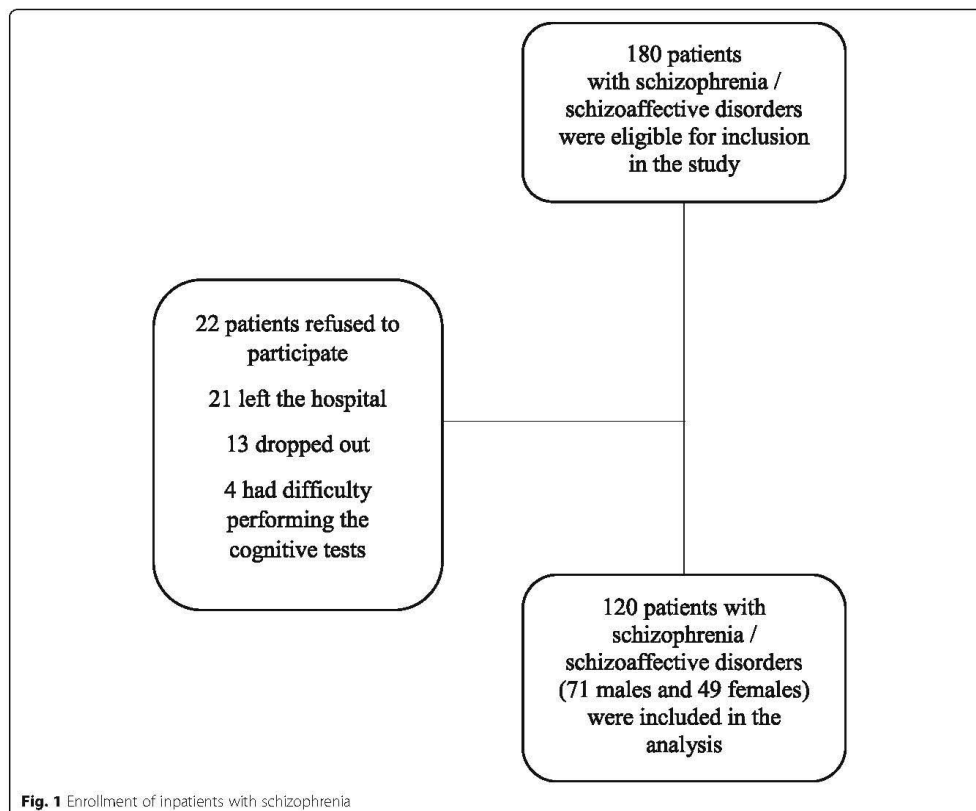 180 patients
with schizophrenia /
schizoaffective disorders
were eligible for inclusion
in the study
22 patients refused to
participate
21 left the hospital
13 dropped out
4 had difficulty
performing the
cognitive tests
120 patients with
schizophrenia /
schizoaffective disorders
(71 males and 49 females)
were included in the
analysis
Fig. 1 Enrollment of inpatients with schizophrenia